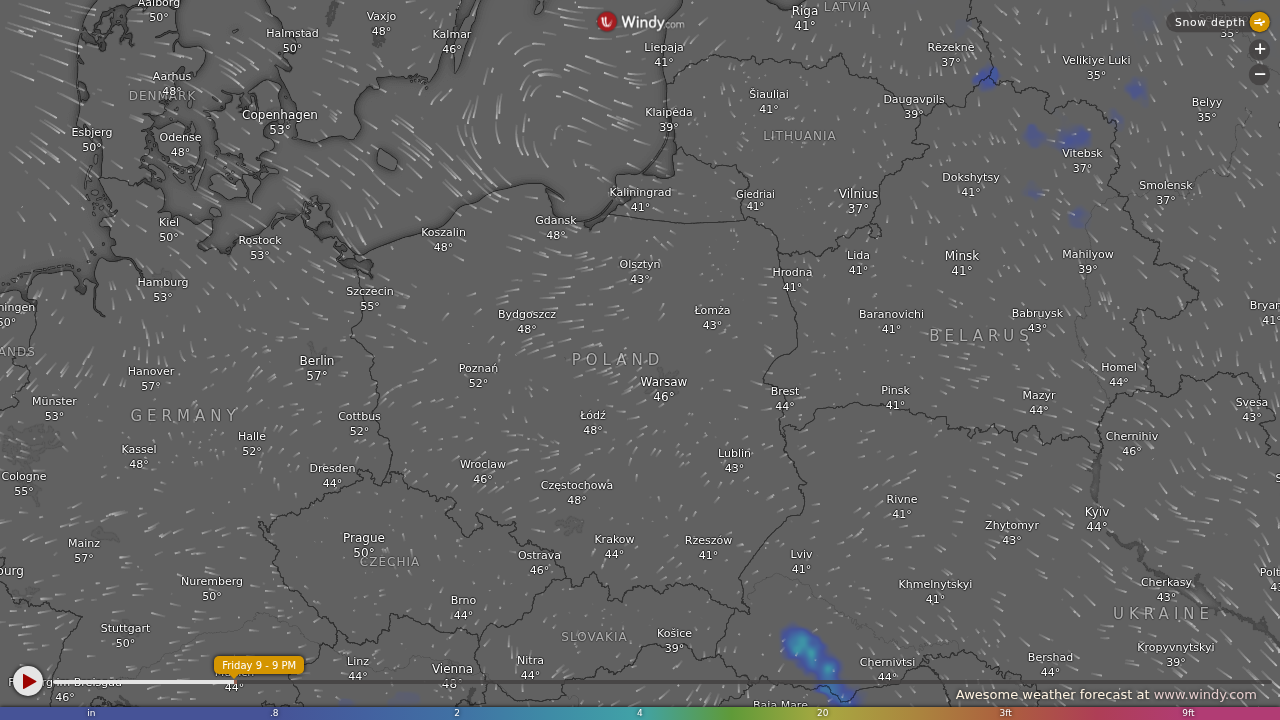 Aalborg
50°
Vaxjo
48°
Windy.com
Riga
41°
LATVIA
Snow depth
33°
Halmstad
50°
Kalmar
46°
Liepaja
41°
Rēzekne
37°
Velikiye Luki
35°
+
−
Aarhus
48°
DENMARK
Šiauliai
41°
Daugavpils
39°
Belyy
35°
Copenhagen
53°
Klaipėda
39°
LITHUANIA
Esbjerg
50°
Odense
48°
Vitebsk
37°
Dokshytsy
41°
Smolensk
37°
Kaliningrad
41°
Giedriai
41°
Vilnius
37°
Kiel
50°
Rostock
53°
Koszalin
48°
Gdansk
48°
Olsztyn
43°
Hrodna
41°
Lida
41°
Minsk
41°
Mahilyow
39°
Hamburg
53°
Szczecin
55°
Bydgoszcz
48°
Łomża
43°
Baranovichi
41°
Babruysk
43°
BELARUS
41°
50°
Berlin
57°
POLAND
Hanover
57°
Poznań
52°
Warsaw
46°
Brest
44°
Pinsk
41°
Homel
44°
Mazyr
44°
Svesa
43°
Münster
53°
GERMANY
Cottbus
52°
Łódź
48°
Kassel
48°
Halle
52°
Chernihiv
46°
Cologne
55°
Dresden
44°
Wroclaw
46°
Lublin
43°
Częstochowa
48°
Rivne
41°
Kyiv
44°
Zhytomyr
43°
Mainz
57°
Prague
50°
CZECHIA
Ostrava
46°
Krakow
44°
Rzeszów
41°
Lviv
41°
Khmelnytskyi
41°
Cherkasy
43°
Nuremberg
50°
Brno
44°
UKRAINE
Stuttgart
50°
SLOVAKIA
Košice
39°
Kropyvnytskyi
39°
Friday 9 - 9 PM
44°
Linz
44°
Vienna
46°
Nitra
44°
Chernivtsi
44°
Bershad
44°
46°
Baia Mare
Awesome weather forecast at www.windy.com
in .8 2 4 20 3ft 9ft